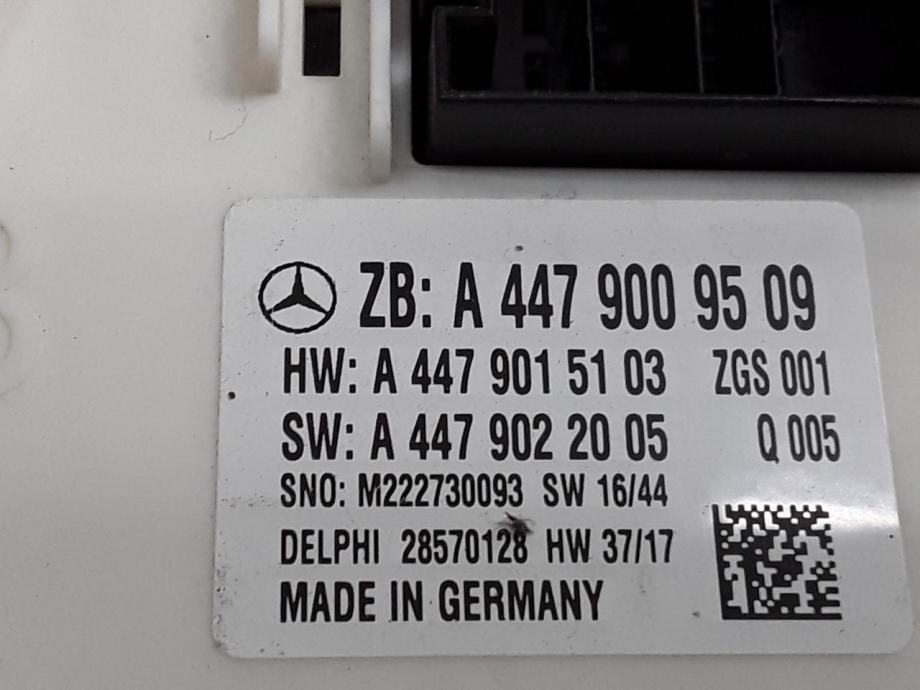 ZB: A 447 900 95 09
HW: A 447 901 51 03 ZGS 001
SW: A 447 902 20 05 Q 005
SNO: M222730093 SW 16/44
DELPHI 28570128 HW 37/17
MADE IN GERMANY